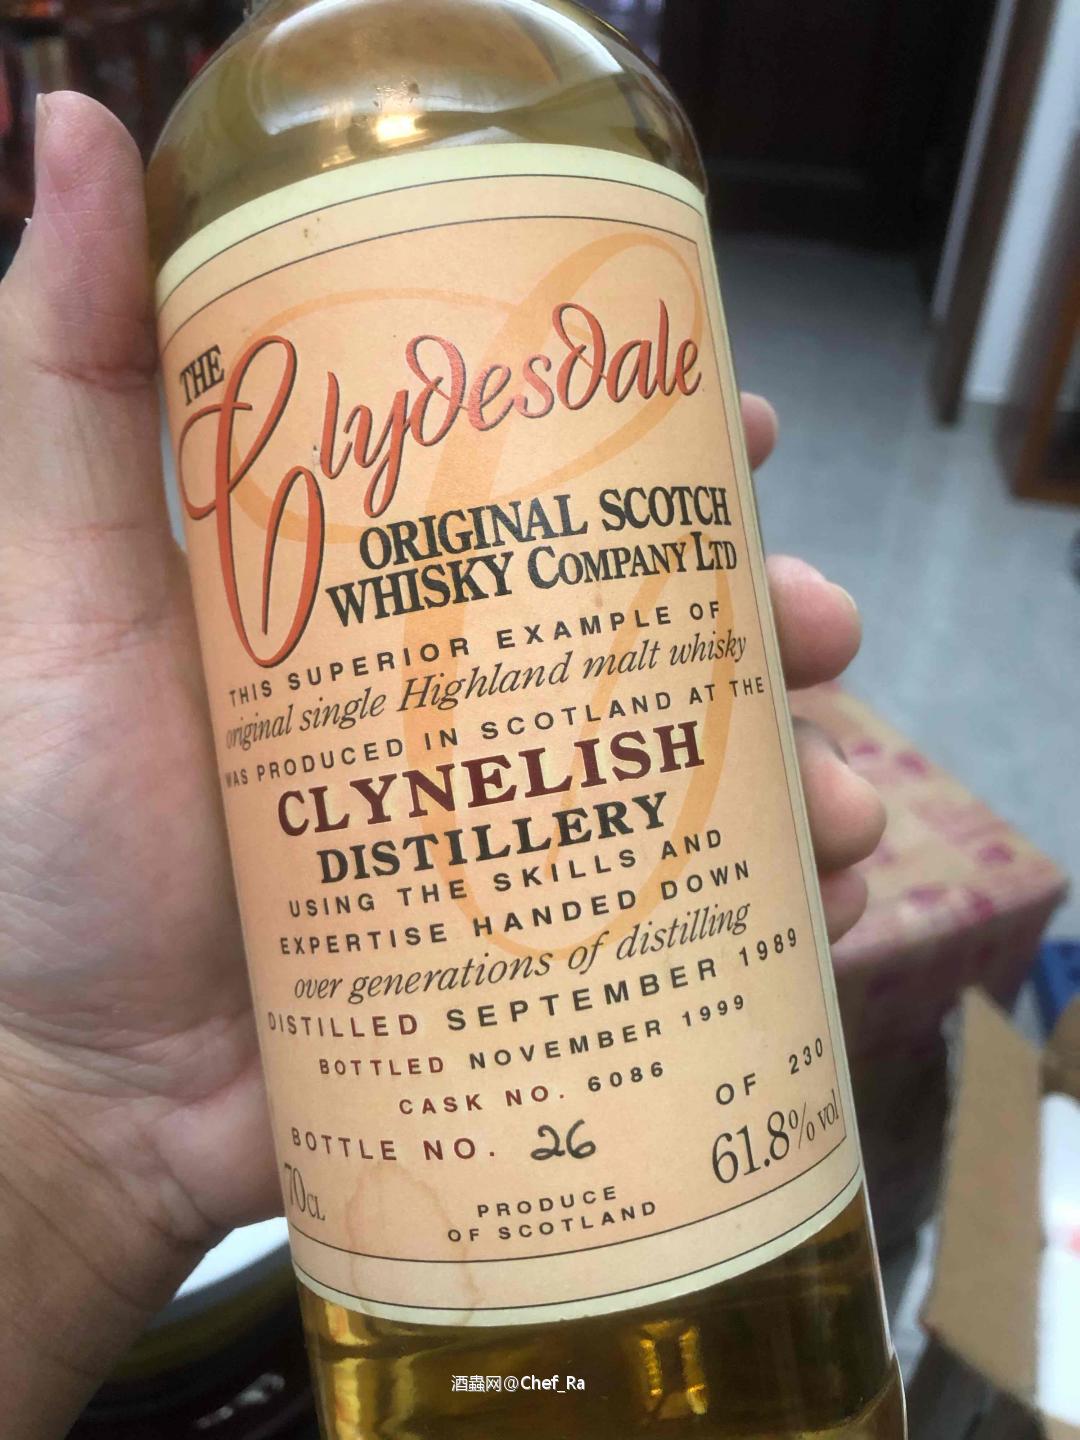 THE
Clydesdale
ORIGINAL SCOTCH
WHISKY COMPANY LTD
THIS SUPERIOR EXAMPLE OF
original single Highland malt whisky
WAS PRODUCED IN SCOTLAND AT THE
CLYNELISH
DISTILLERY
USING THE SKILLS AND
EXPERTISE HANDED DOWN
over generations of distilling
DISTILLED SEPTEMBER 1989
BOTTLED NOVEMBER 1999
CASK NO. 6086
BOTTLE NO. 26 OF 230
70CL 61.8% vol
PRODUCE
OF SCOTLAND
酒蟲网@Chef_Ra